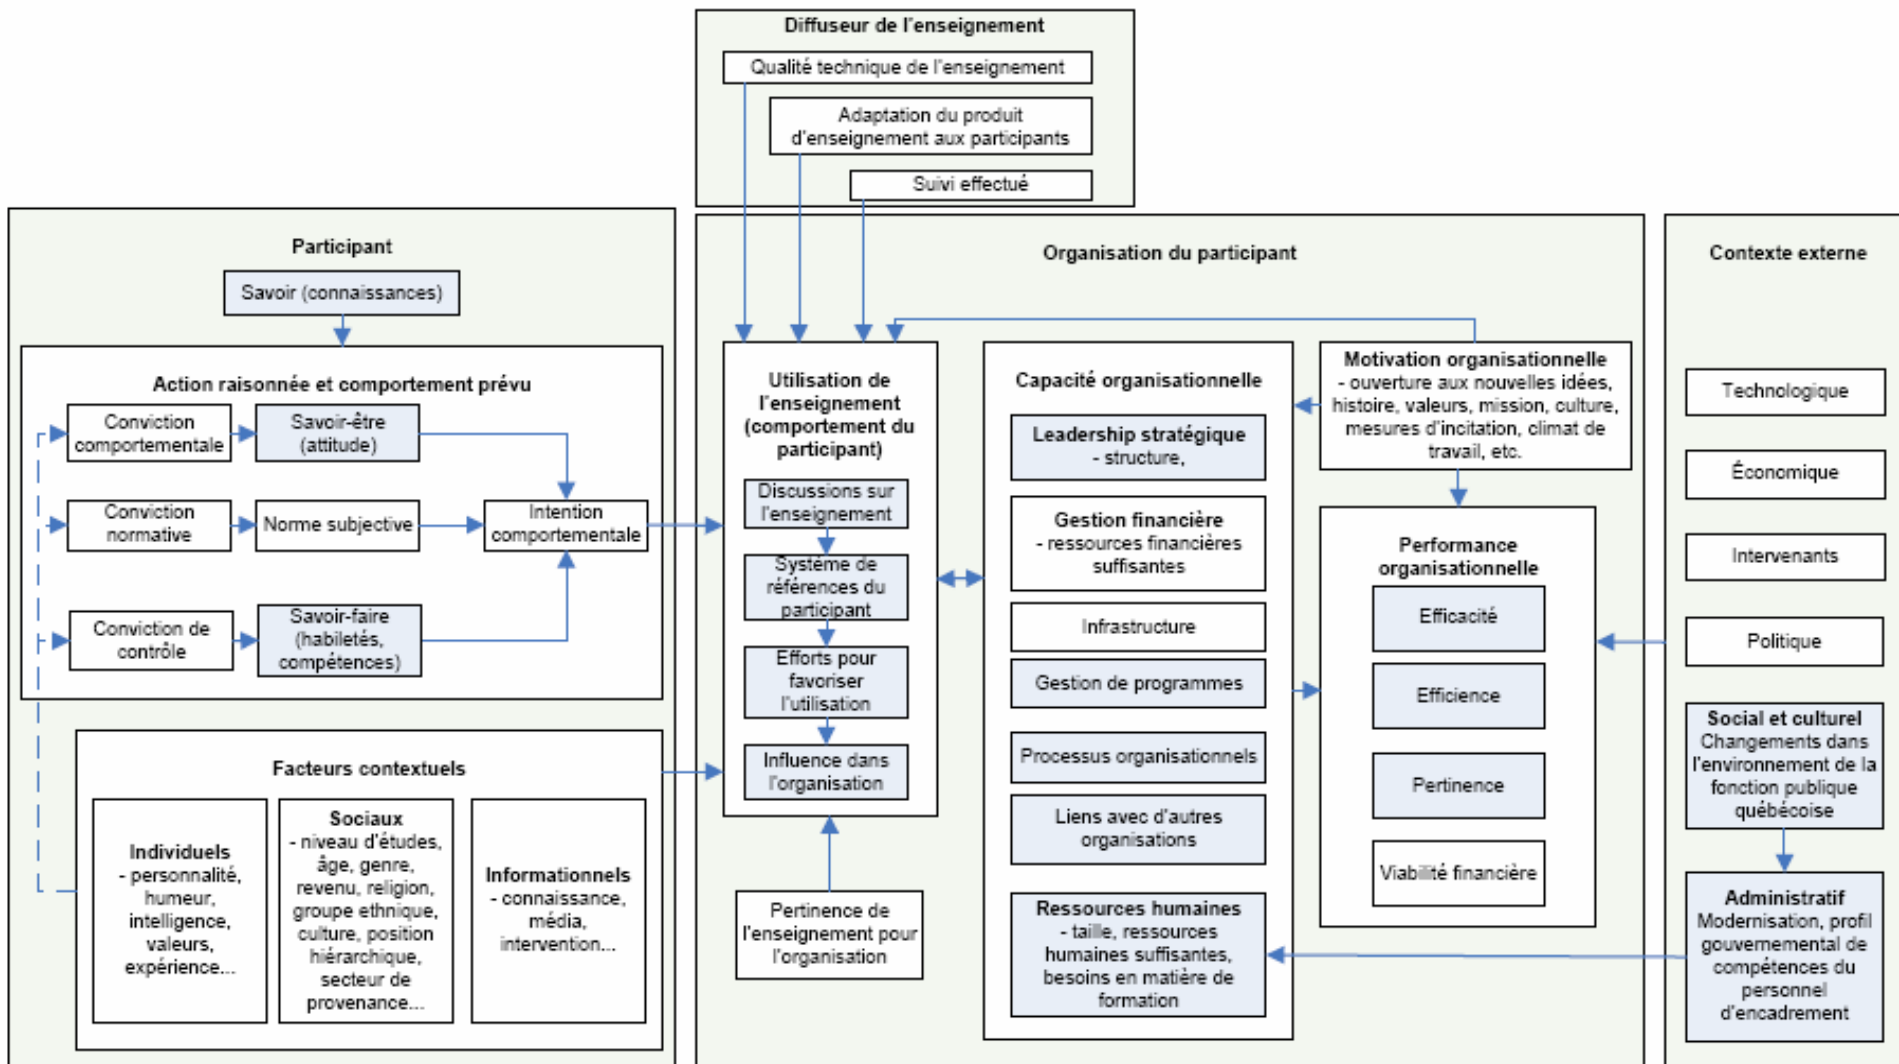 Diffuseur de l'enseignement
Qualité technique de l'enseignement
Adaptation du produit
d'enseignement aux participants
Suivi effectué
Participant
Savoir (connaissances)
Action raisonnée et comportement prévu
Conviction
comportementale
Savoir-être
(attitude)
Conviction
normative
Norme subjective
Intention
comportementale
Conviction de
contrôle
Savoir-faire
(habiletés,
compétences)
Facteurs contextuels
Individuels
- personnalité,
humeur,
intelligence,
valeurs,
expérience...
Sociaux
- niveau d'études,
âge, genre,
revenu, religion,
groupe ethnique,
culture, position
hiérarchique,
secteur de
provenance...
Informationnels
- connaissance,
média,
intervention...
Organisation du participant
Utilisation de
l'enseignement
(comportement du
participant)
Discussions sur
l'enseignement
Système de
références du
participant
Efforts pour
favoriser
l'utilisation
Influence dans
l'organisation
Pertinence de
l'enseignement pour
l'organisation
Capacité organisationnelle
Leadership stratégique
- structure,
Gestion financière
- ressources financières
suffisantes
Infrastructure
Gestion de programmes
Processus organisationnels
Liens avec d'autres
organisations
Ressources humaines
- taille, ressources
humaines suffisantes,
besoins en matière de
formation
Motivation organisationnelle
- ouverture aux nouvelles idées,
histoire, valeurs, mission, culture,
mesures d'incitation, climat de
travail, etc.
Performance
organisationnelle
Efficacité
Efficience
Pertinence
Viabilité financière
Contexte externe
Technologique
Économique
Intervenants
Politique
Social et culturel
Changements dans
l'environnement de la
fonction publique
québécoise
Administratif
Modernisation, profil
gouvernemental de
compétences du
personnel
d'encadrement